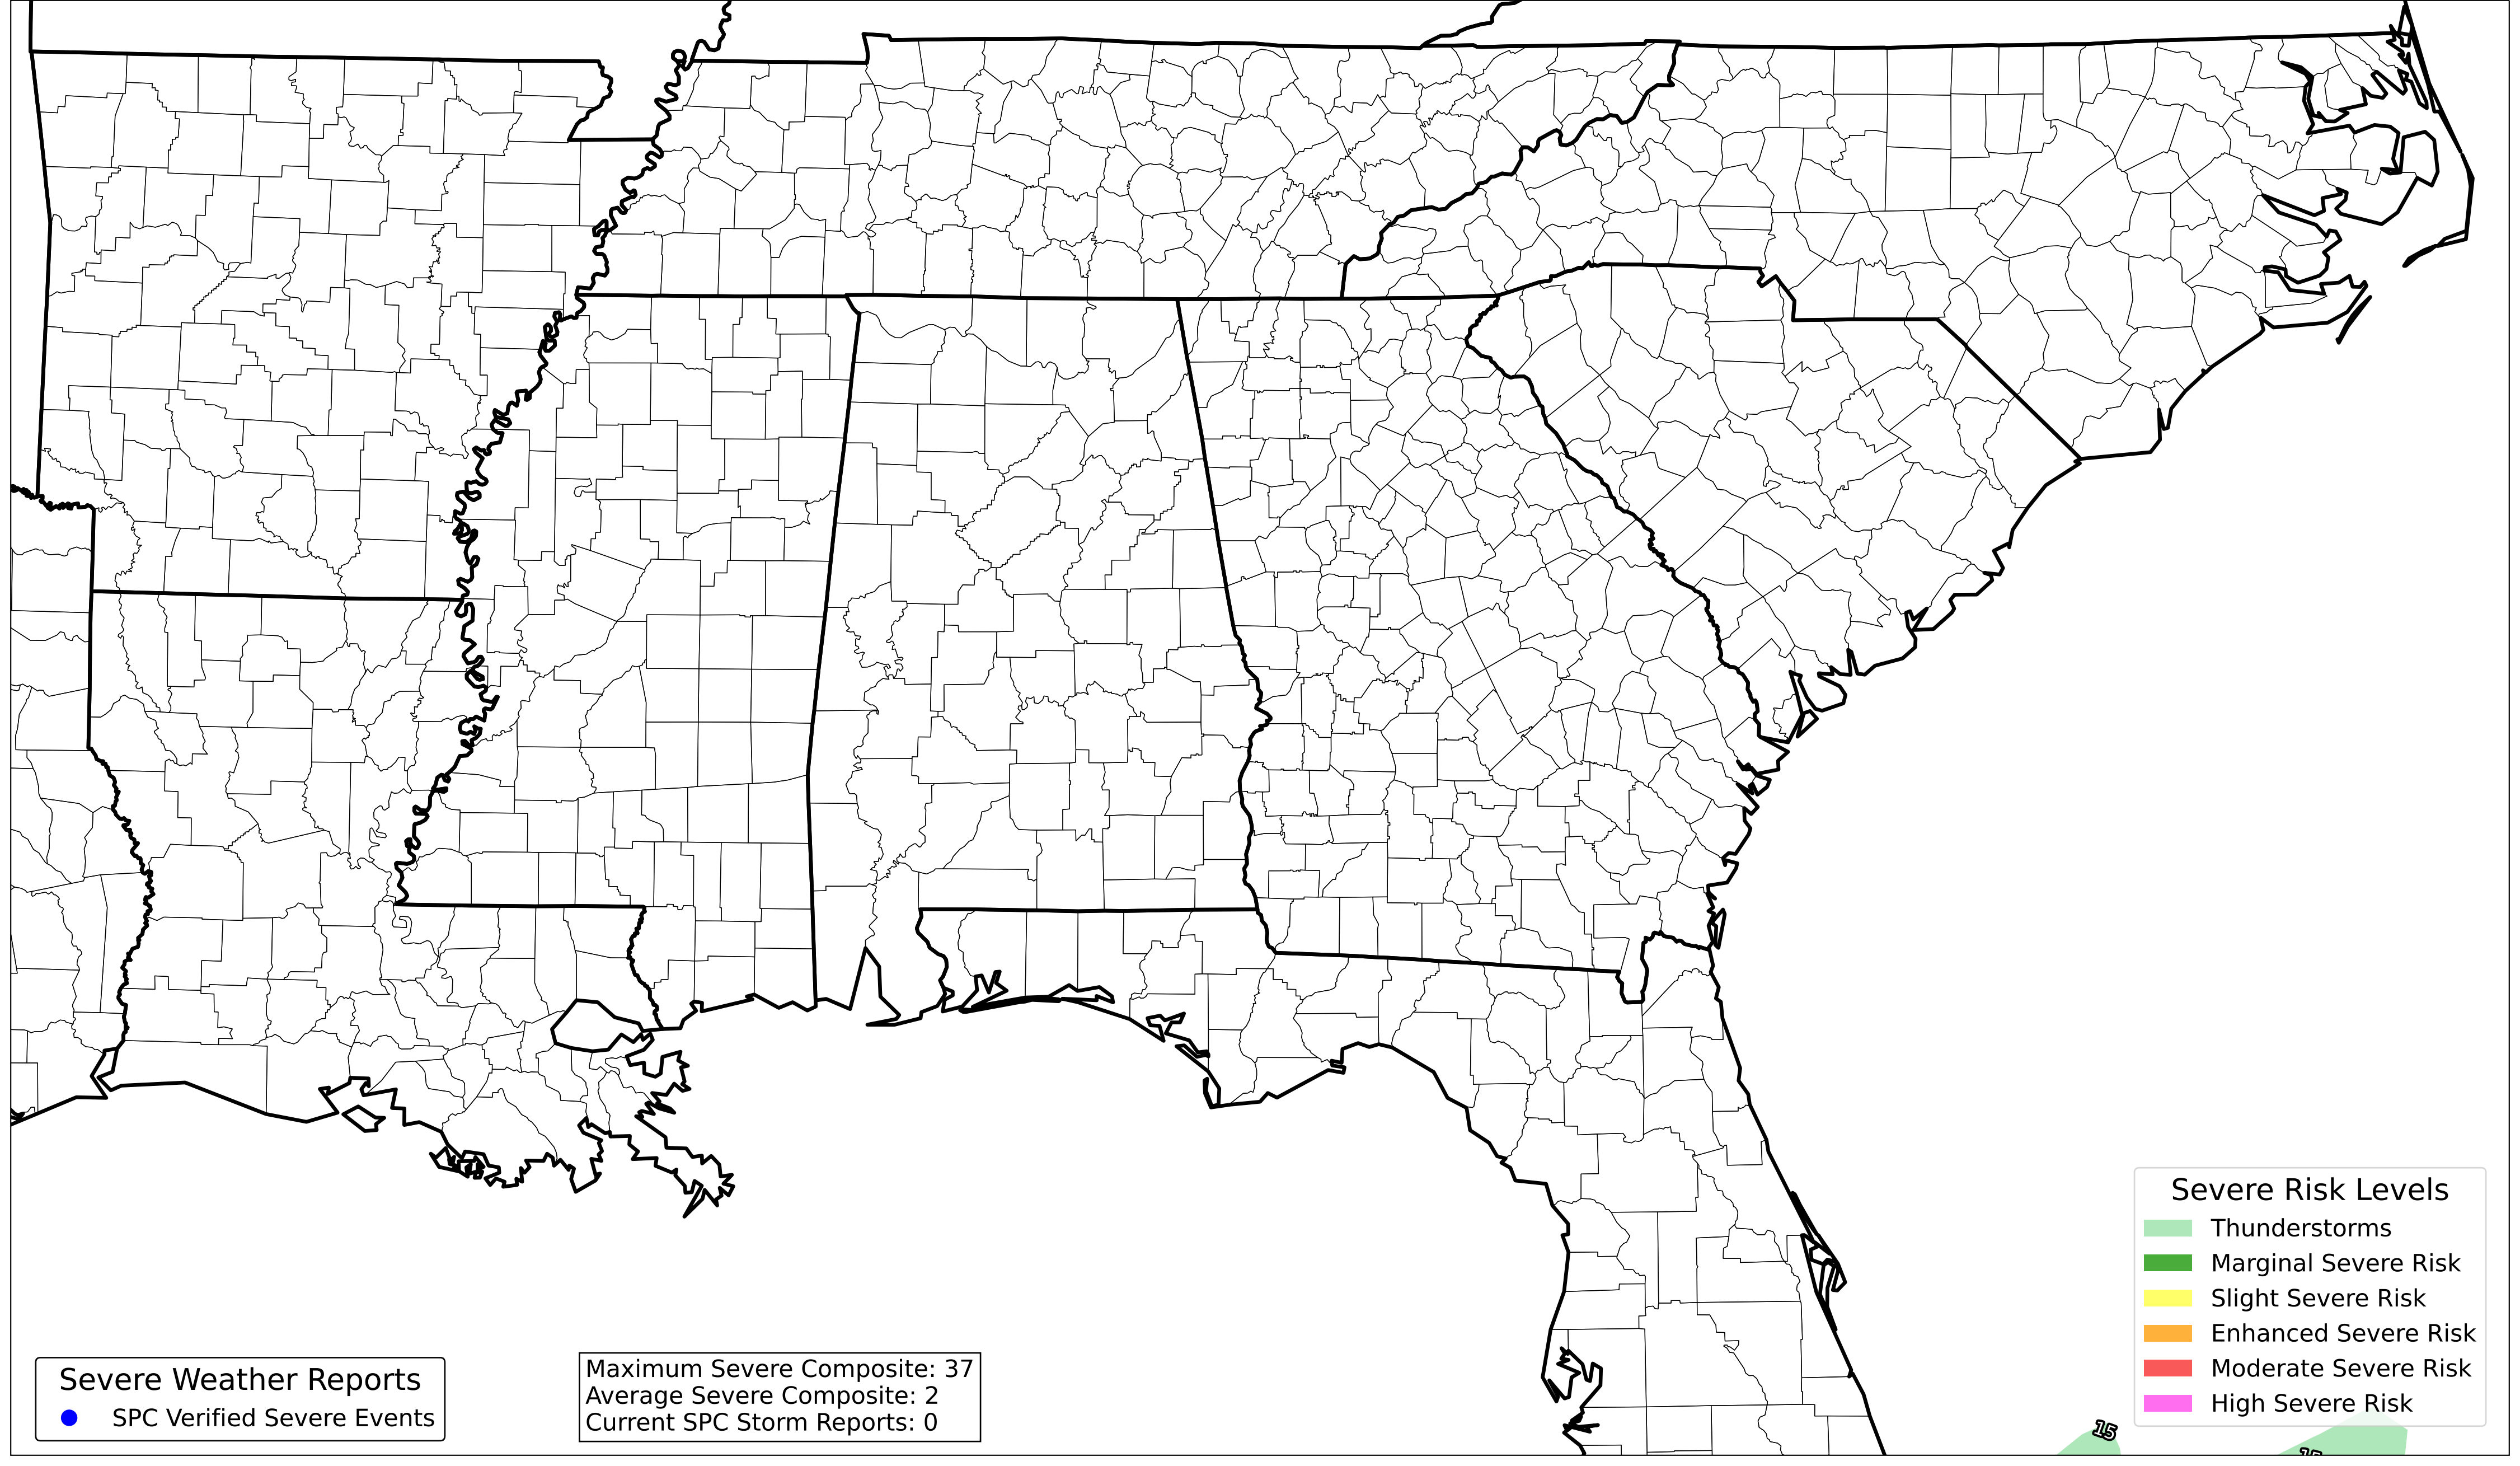 Severe Risk Levels
Thunderstorms
Marginal Severe Risk
Slight Severe Risk
Enhanced Severe Risk
Moderate Severe Risk
High Severe Risk
Severe Weather Reports
SPC Verified Severe Events
Maximum Severe Composite: 37
Average Severe Composite: 2
Current SPC Storm Reports: 0
15
15